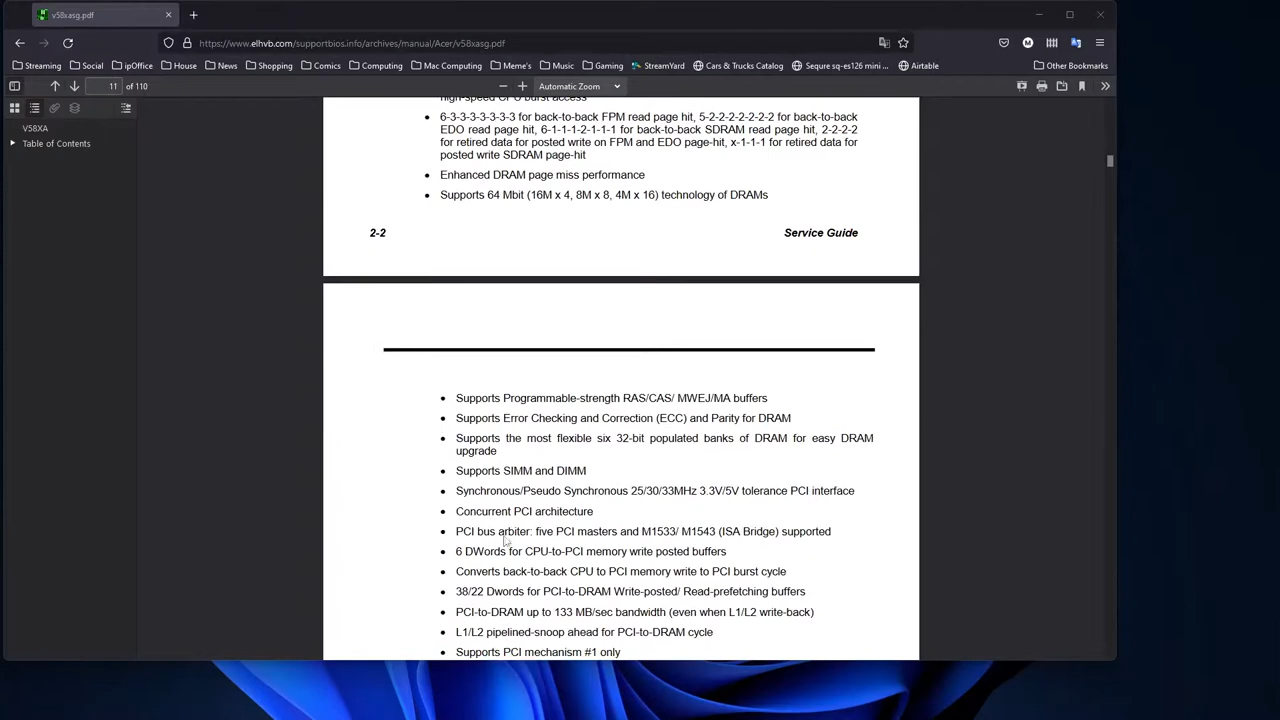 v58xasg.pdf
https://www.elhvb.com/supportbios.info/archives/manual/Acer/v58xasg.pdf
Streaming Social ipOffice House News Shopping Comics Computing Mac Computing Meme's Music Gaming StreamYard Cars & Trucks Catalog Sequre sq-es126 mini ... Airtable Other Bookmarks
11 of 110 Automatic Zoom
V58XA
Table of Contents
high-speed CPU burst access
• 6-3-3-3-3-3-3-3 for back-to-back FPM read page hit, 5-2-2-2-2-2-2-2 for back-to-back
EDO read page hit, 6-1-1-1-2-1-1-1 for back-to-back SDRAM read page hit, 2-2-2-2
for retired data for posted write on FPM and EDO page-hit, x-1-1-1 for retired data for
posted write SDRAM page-hit
• Enhanced DRAM page miss performance
• Supports 64 Mbit (16M x 4, 8M x 8, 4M x 16) technology of DRAMs
2-2 Service Guide
• Supports Programmable-strength RAS/CAS/ MWEJ/MA buffers
• Supports Error Checking and Correction (ECC) and Parity for DRAM
• Supports the most flexible six 32-bit populated banks of DRAM for easy DRAM
upgrade
• Supports SIMM and DIMM
• Synchronous/Pseudo Synchronous 25/30/33MHz 3.3V/5V tolerance PCI interface
• Concurrent PCI architecture
• PCI bus arbiter: five PCI masters and M1533/ M1543 (ISA Bridge) supported
• 6 DWords for CPU-to-PCI memory write posted buffers
• Converts back-to-back CPU to PCI memory write to PCI burst cycle
• 38/22 Dwords for PCI-to-DRAM Write-posted/ Read-prefetching buffers
• PCI-to-DRAM up to 133 MB/sec bandwidth (even when L1/L2 write-back)
• L1/L2 pipelined-snoop ahead for PCI-to-DRAM cycle
• Supports PCI mechanism #1 only